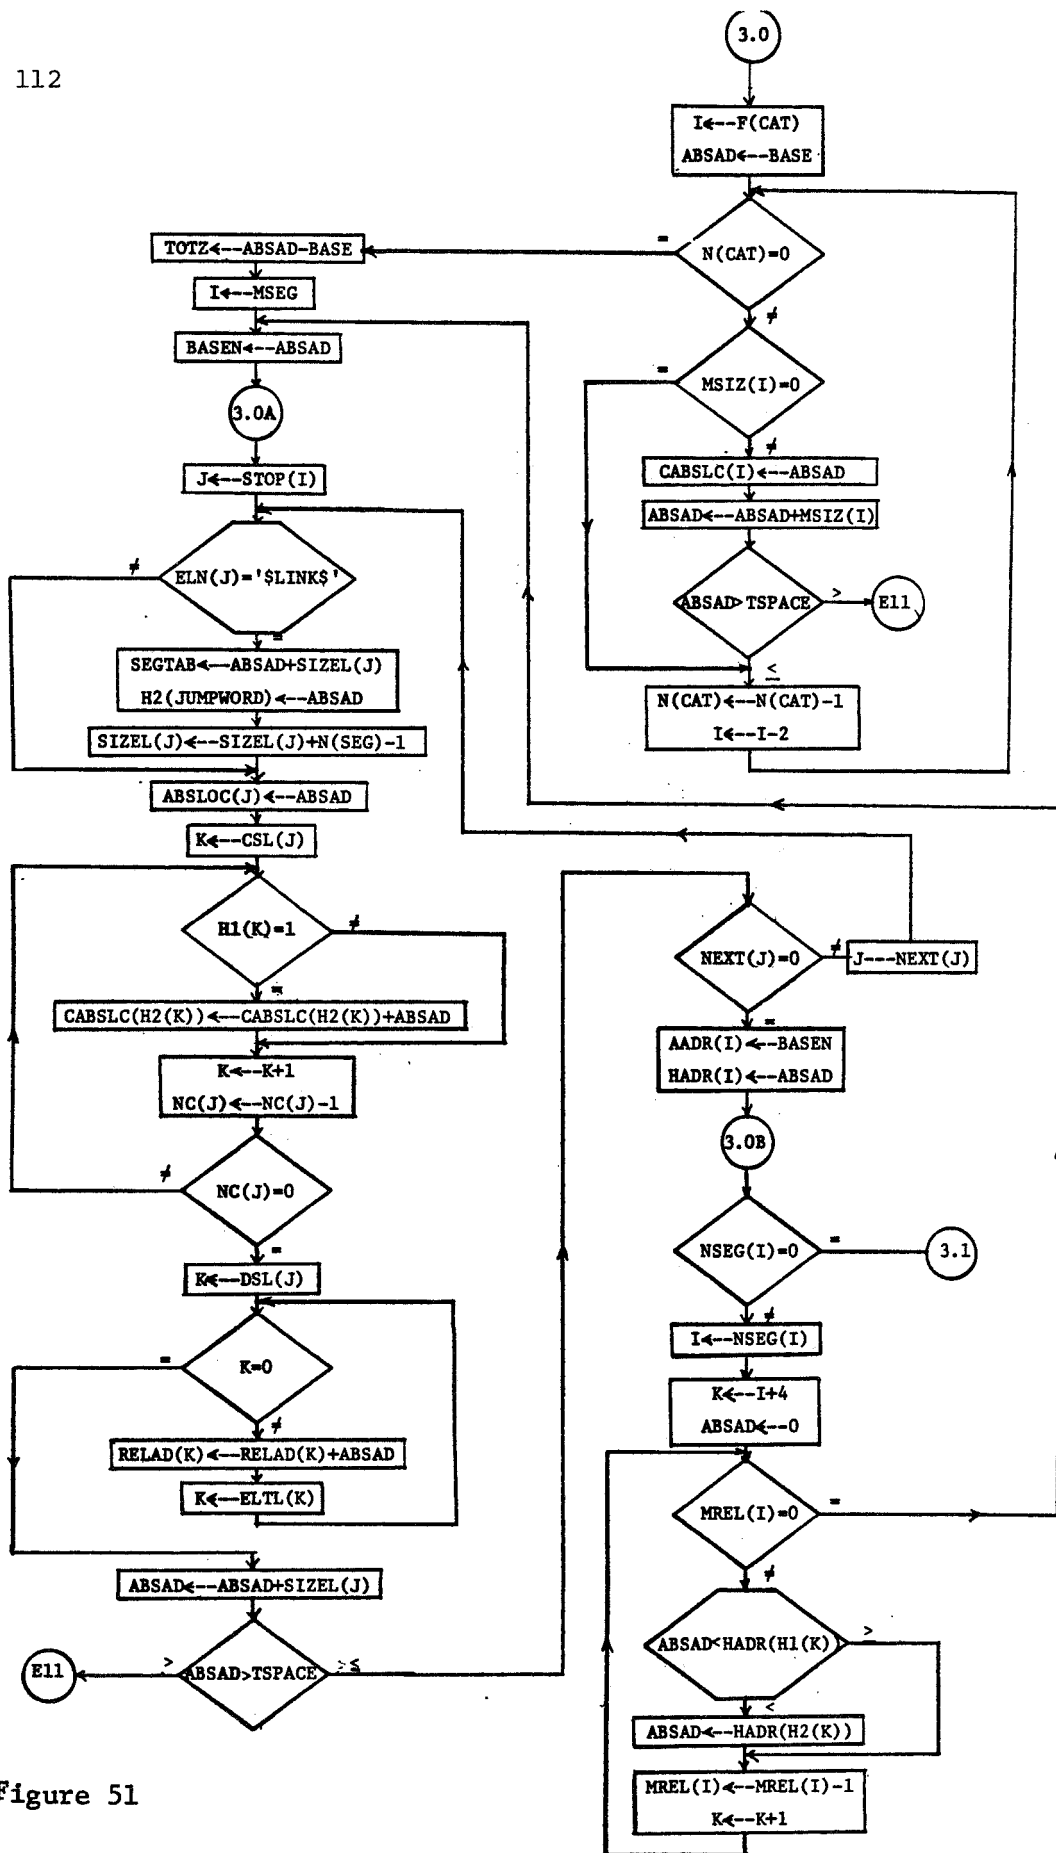 112
3.0
I<--F(CAT)
ABSAD<--BASE
N(CAT)=0
=
≠
MSIZ(I)=0
=
≠
CABSLC(I)<--ABSAD
ABSAD<--ABSAD+MSIZ(I)
ABSAD>TSPACE
>
E11
≤
N(CAT)<--N(CAT)-1
I<--I-2
TOTZ<--ABSAD-BASE
I<--MSEG
BASEN<--ABSAD
3.0A
J<--STOP(I)
ELN(J)='$LINK$'
≠
=
SEGTAB<--ABSAD+SIZEL(J)
H2(JUMPWORD)<--ABSAD
SIZEL(J)<--SIZEL(J)+N(SEG)-1
ABSLOC(J)<--ABSAD
K<--CSL(J)
H1(K)=1
≠
=
CABSLC(H2(K))<--CABSLC(H2(K))+ABSAD
K<--K+1
NC(J)<--NC(J)-1
NC(J)=0
≠
=
K<--DSL(J)
K=0
=
≠
RELAD(K)<--RELAD(K)+ABSAD
K<--ELTL(K)
ABSAD<--ABSAD+SIZEL(J)
ABSAD>TSPACE
>
E11
≤
NEXT(J)=0
≠
J---NEXT(J)
=
AADR(I)<--BASEN
HADR(I)<--ABSAD
3.0B
NSEG(I)=0
=
3.1
≠
I<--NSEG(I)
K<--I+4
ABSAD<--0
MREL(I)=0
=
≠
ABSAD<HADR(H1(K)
≥
<
ABSAD<--HADR(H2(K))
MREL(I)<--MREL(I)-1
K<--K+1
Figure 51